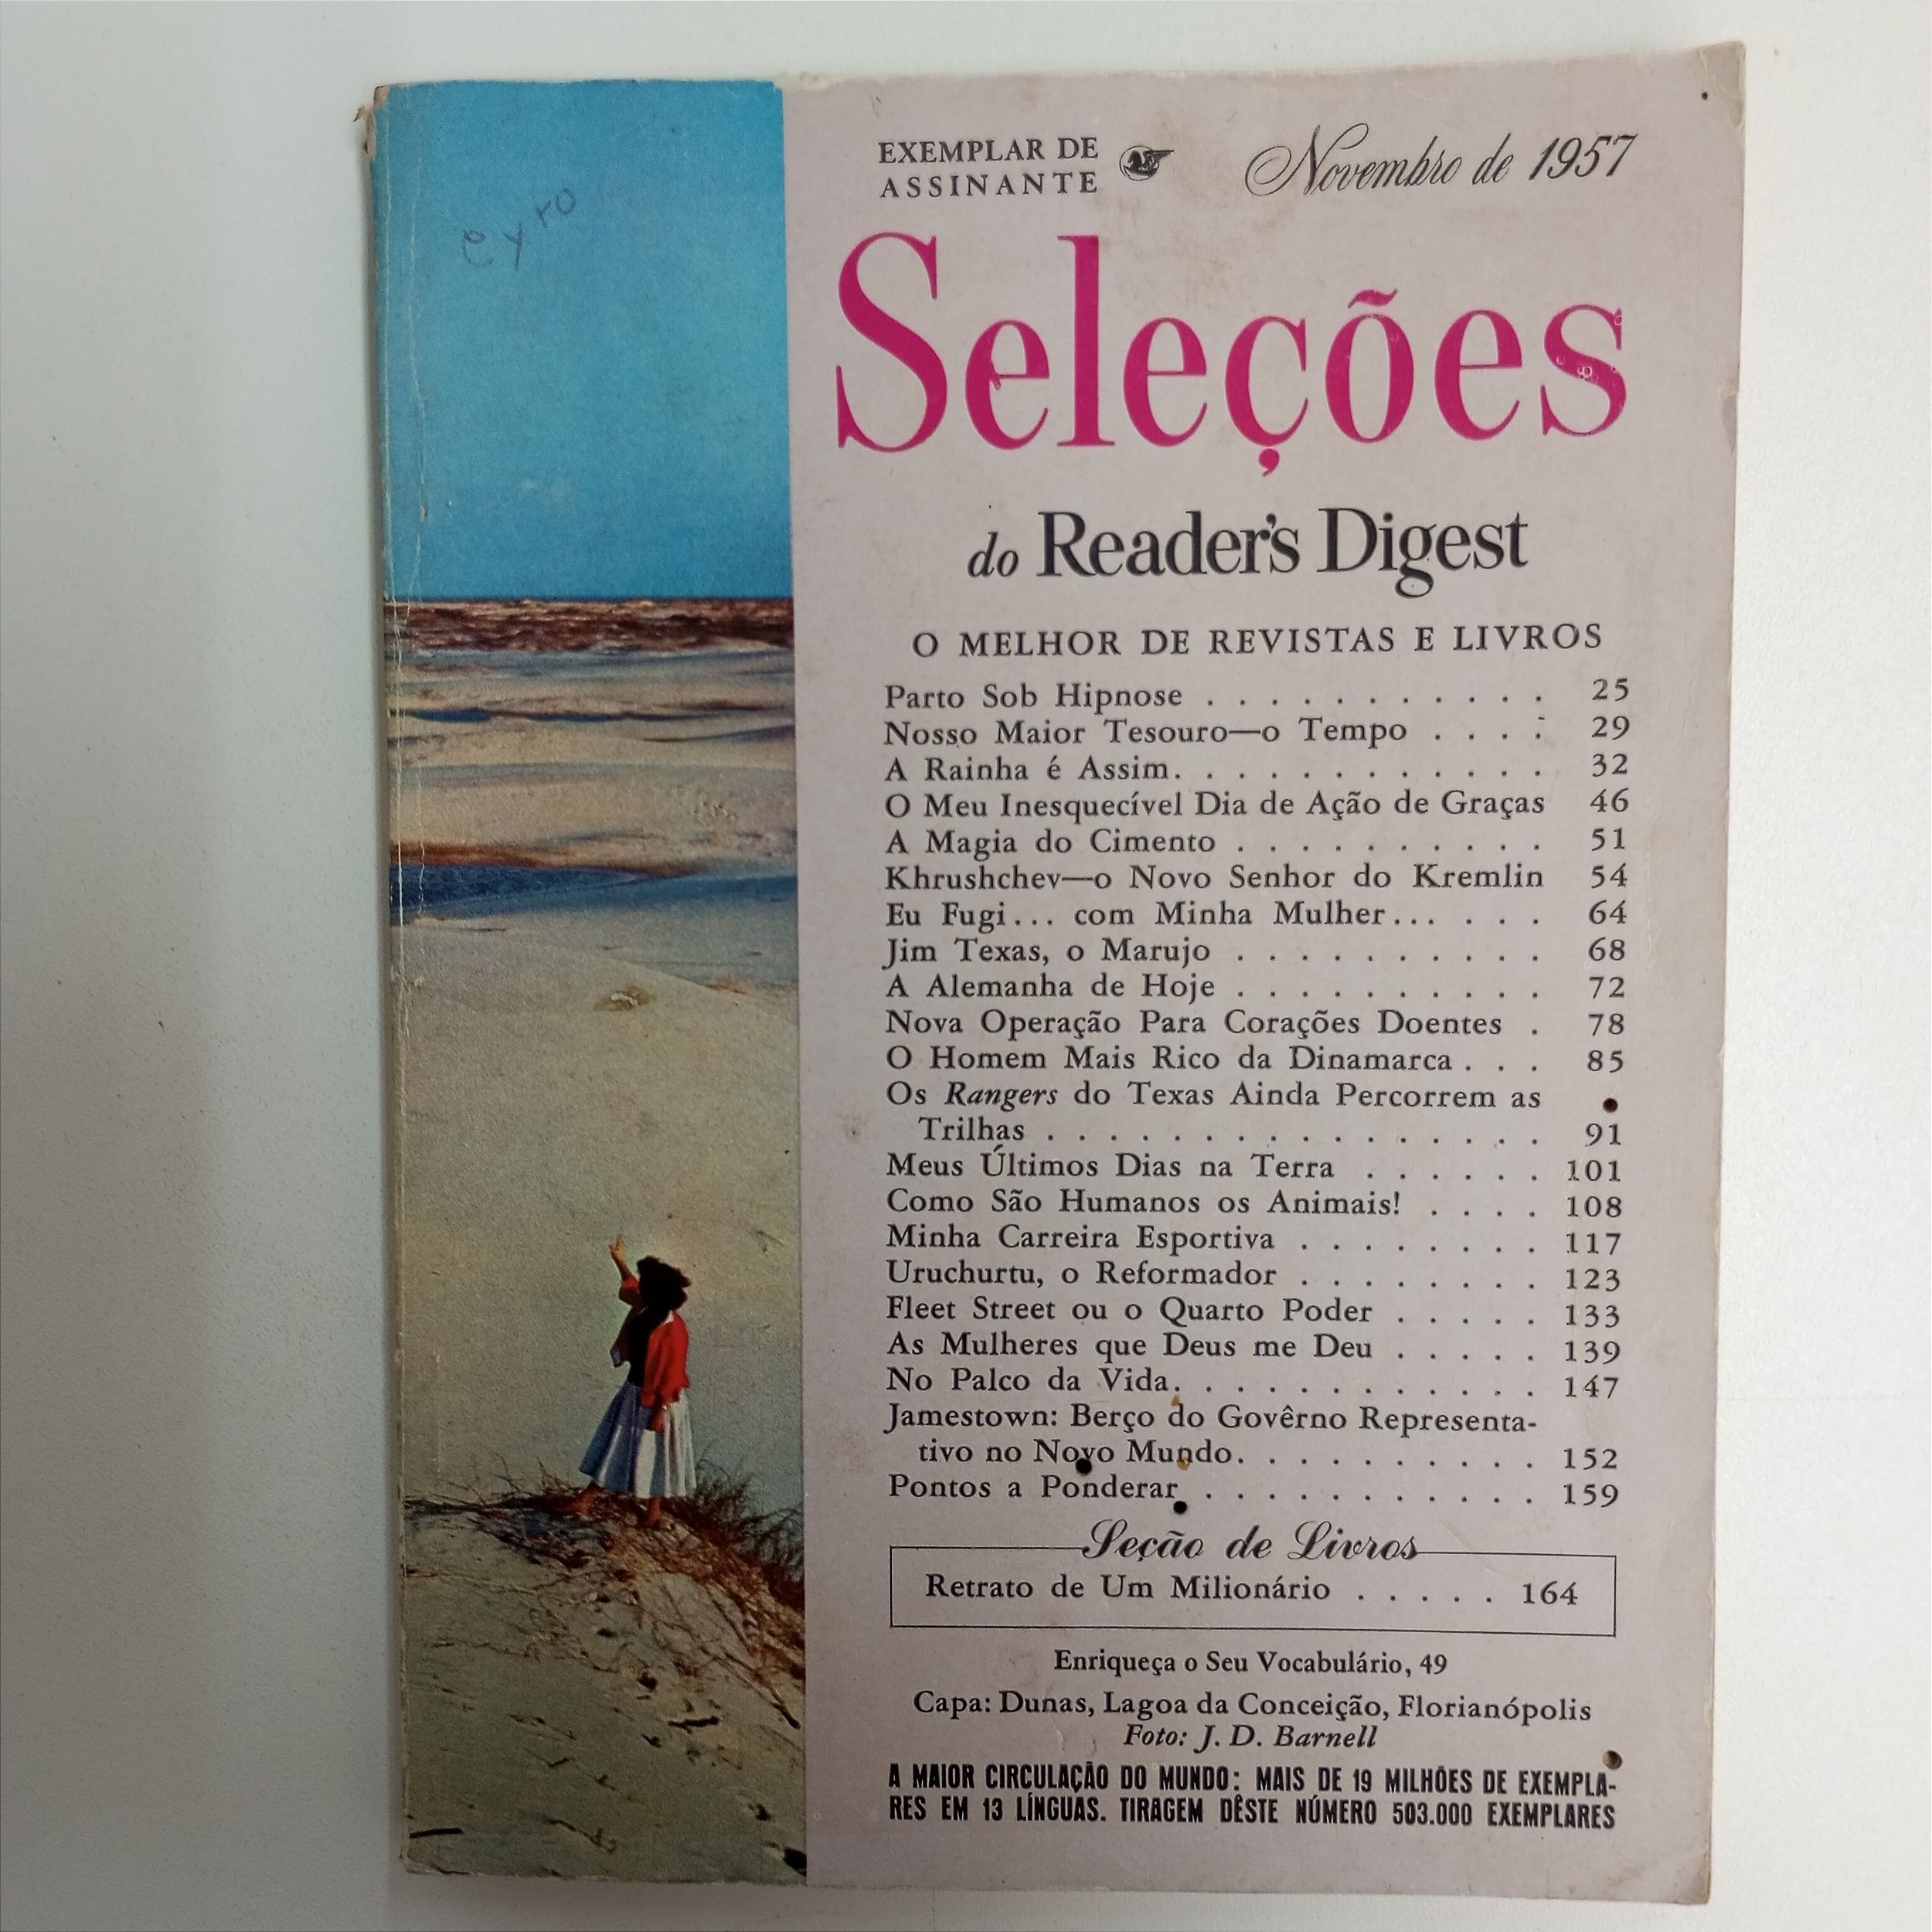 EXEMPLAR DE
ASSINANTE
Novembro de 1957
eyro
Seleções
do Reader's Digest
O MELHOR DE REVISTAS E LIVROS
Parto Sob Hipnose . . . . . . . . . . . 25
Nosso Maior Tesouro—o Tempo . . . . 29
A Rainha é Assim. . . . . . . . . . . . 32
O Meu Inesquecível Dia de Ação de Graças 46
A Magia do Cimento . . . . . . . . . . 51
Khrushchev—o Novo Senhor do Kremlin 54
Eu Fugi... com Minha Mulher... . . . 64
Jim Texas, o Marujo . . . . . . . . . . 68
A Alemanha de Hoje . . . . . . . . . . 72
Nova Operação Para Corações Doentes . 78
O Homem Mais Rico da Dinamarca . . . 85
Os Rangers do Texas Ainda Percorrem as
Trilhas . . . . . . . . . . . . . . . . 91
Meus Últimos Dias na Terra . . . . . . 101
Como São Humanos os Animais! . . . . 108
Minha Carreira Esportiva . . . . . . . . 117
Uruchurtu, o Reformador . . . . . . . . 123
Fleet Street ou o Quarto Poder . . . . . 133
As Mulheres que Deus me Deu . . . . . 139
No Palco da Vida. . . . . . . . . . . . 147
Jamestown: Berço do Govêrno Representa-
tivo no Novo Mundo. . . . . . . . . . 152
Pontos a Ponderar . . . . . . . . . . . 159
Seção de Livros
Retrato de Um Milionário . . . . . 164
Enriqueça o Seu Vocabulário, 49
Capa: Dunas, Lagoa da Conceição, Florianópolis
Foto: J. D. Barnell
A MAIOR CIRCULAÇÃO DO MUNDO: MAIS DE 19 MILHÕES DE EXEMPLA-
RES EM 13 LÍNGUAS. TIRAGEM DÊSTE NÚMERO 503.000 EXEMPLARES